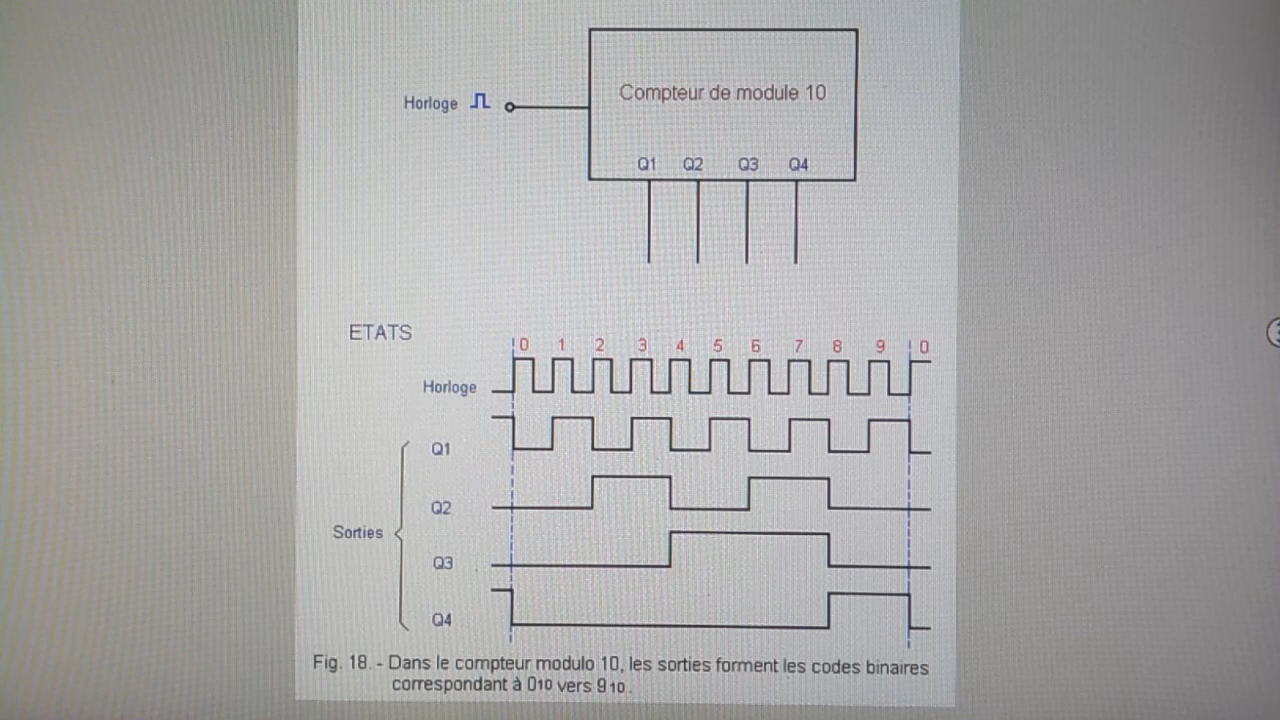 Horloge
Compteur de module 10
Q1 Q2 Q3 Q4
ETATS
0 1 2 3 4 5 6 7 8 9 0
Horloge
Q1
Q2
Sorties
Q3
Q4
Fig. 18. - Dans le compteur modulo 10, les sorties forment les codes binaires
correspondant à 010 vers 910.